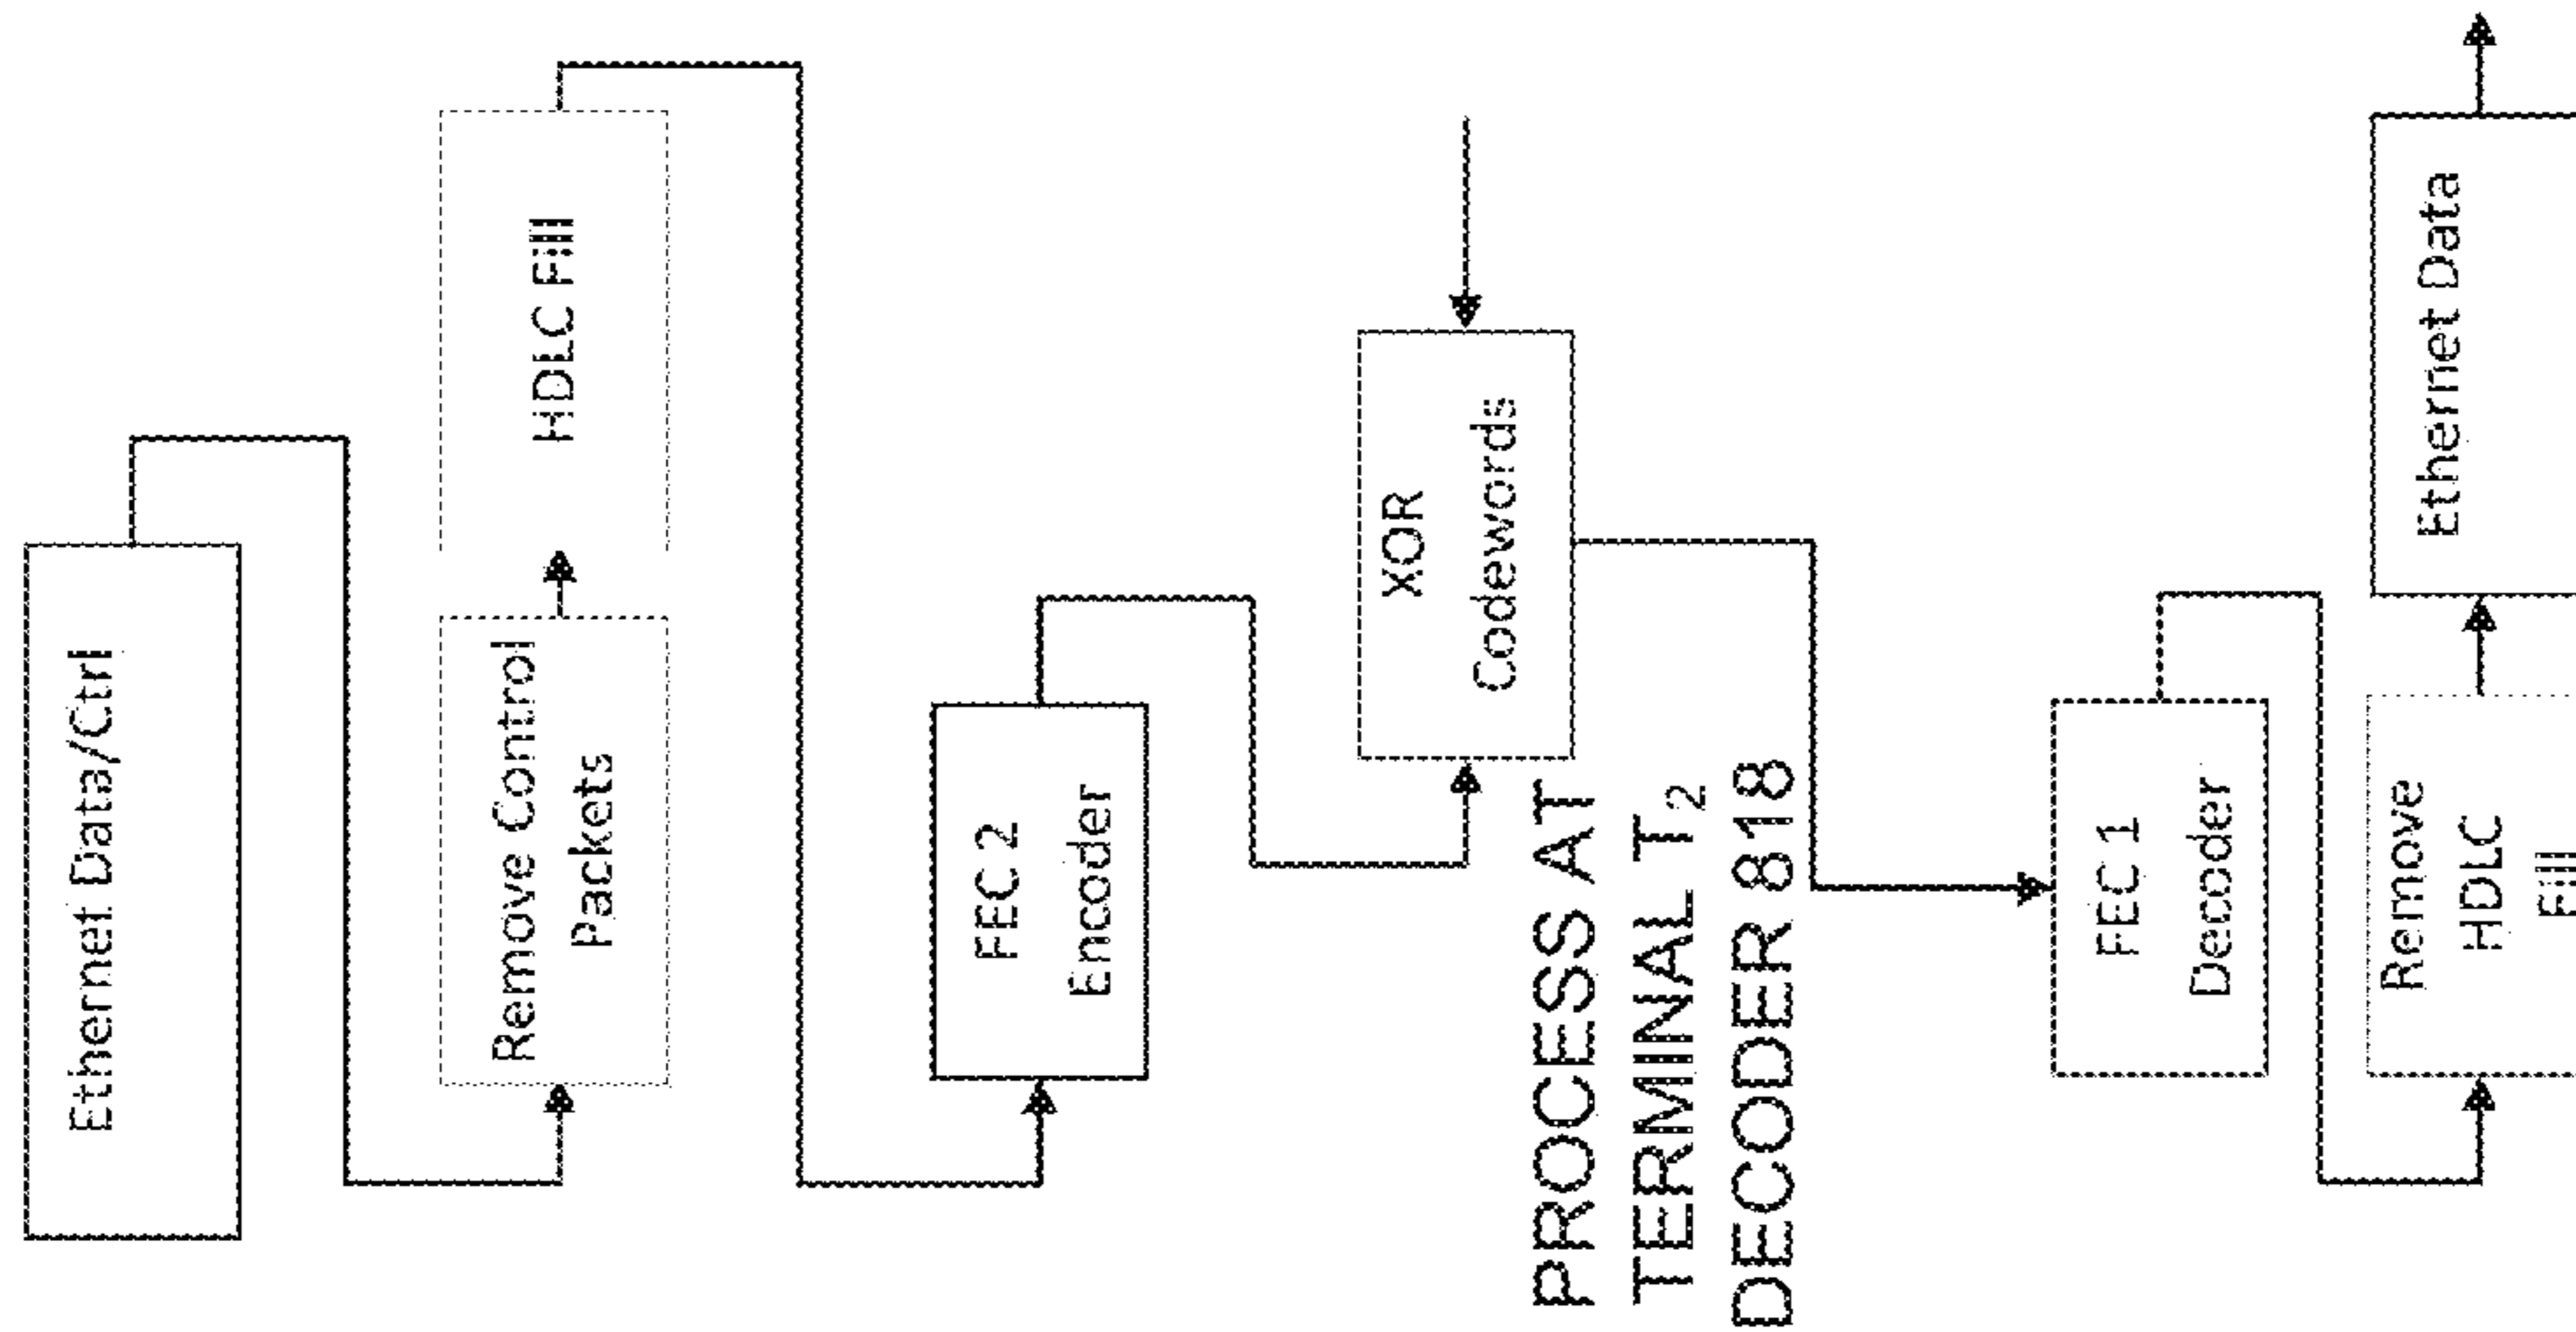 Ethernet Data/Ctrl
Remove Control
Packets
HDLC Fill
FEC 2
Encoder
XOR
Codewords
PROCESS AT
TERMINAL T₂
DECODER 818
FEC 1
Decoder
Remove
HDLC
Fill
Ethernet Data